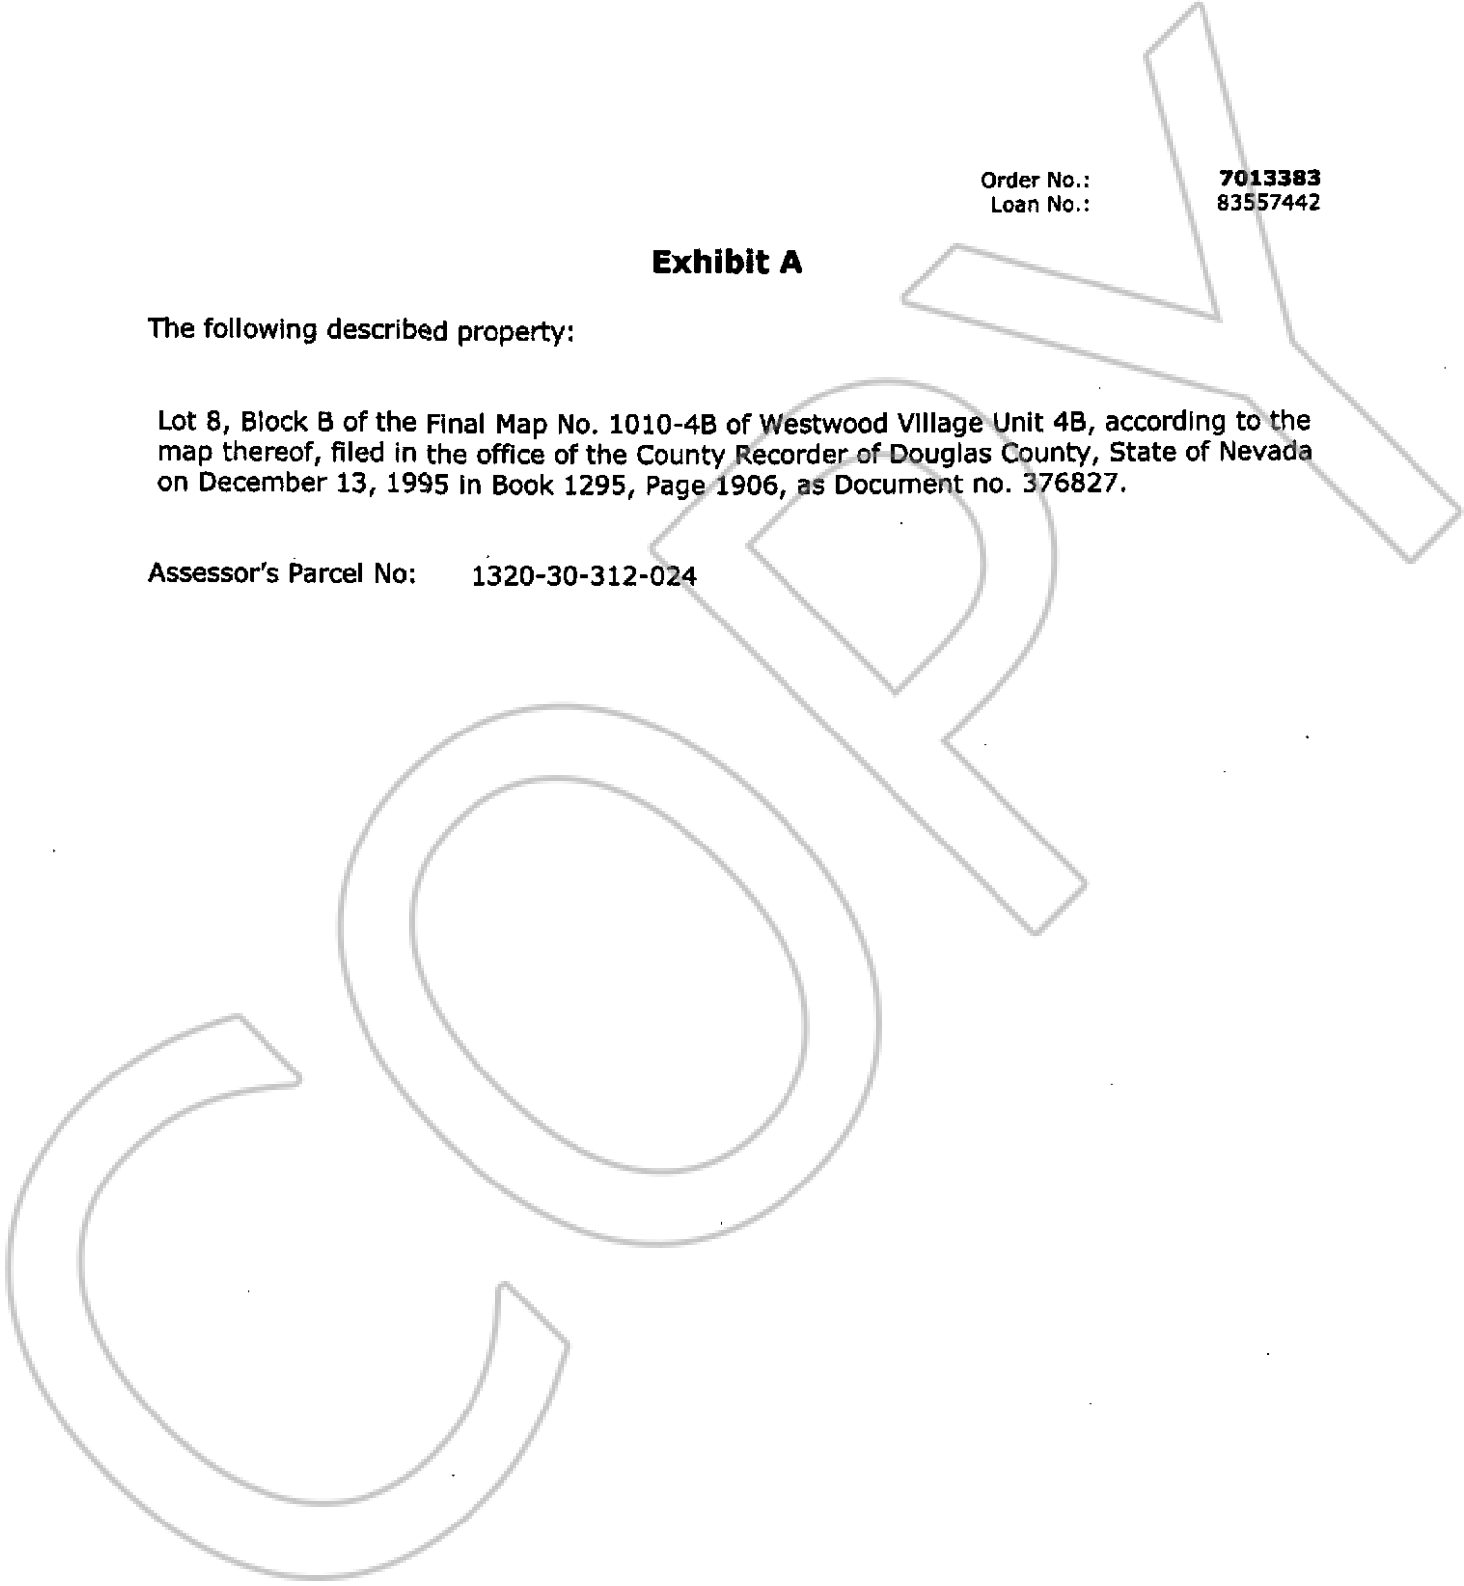 Order No.: 7013383
Loan No.: 83557442
Exhibit A
The following described property:
Lot 8, Block B of the Final Map No. 1010-4B of Westwood Village Unit 4B, according to the
map thereof, filed in the office of the County Recorder of Douglas County, State of Nevada
on December 13, 1995 in Book 1295, Page 1906, as Document no. 376827.
Assessor's Parcel No: 1320-30-312-024
COPY